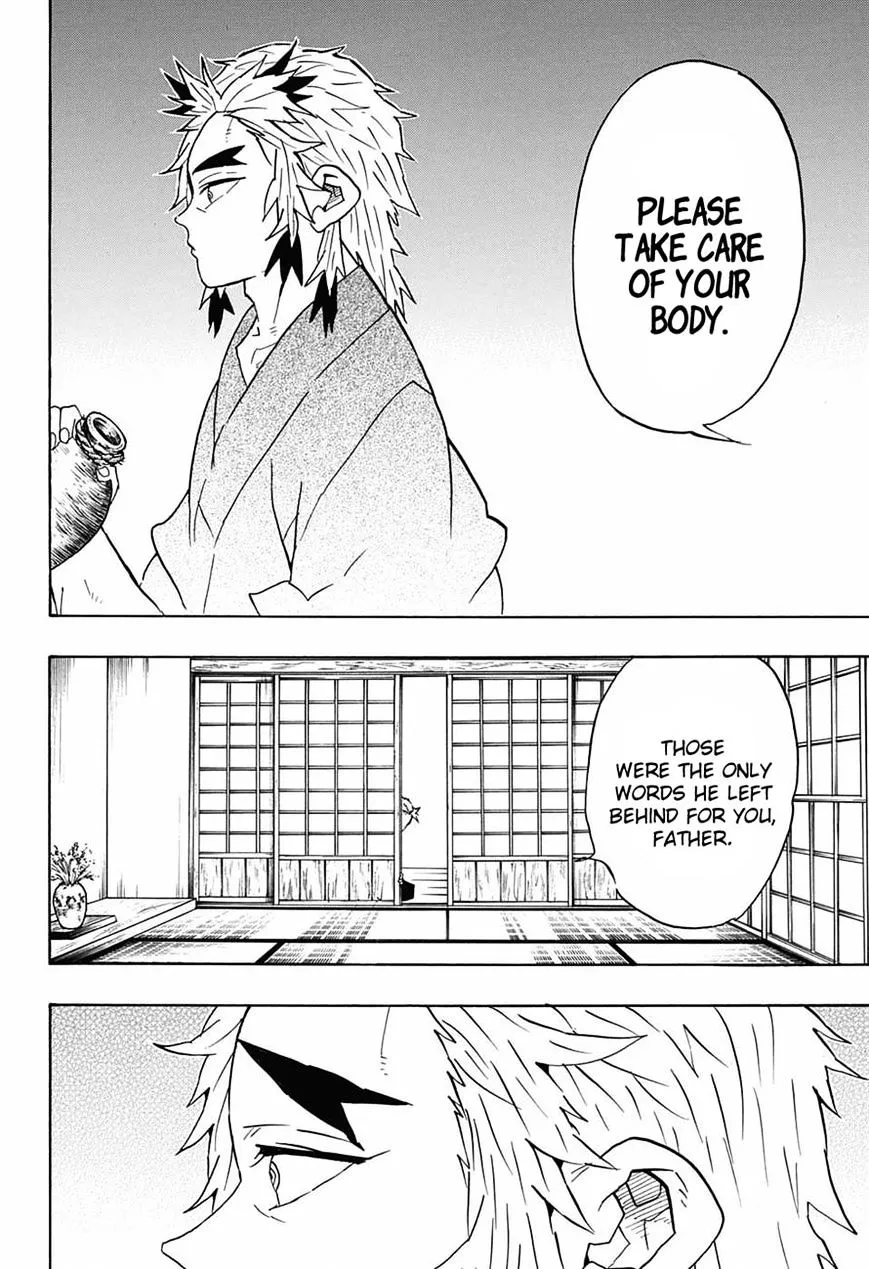 PLEASE
TAKE CARE
OF YOUR
BODY.
THOSE
WERE THE ONLY
WORDS HE LEFT
BEHIND FOR YOU,
FATHER.